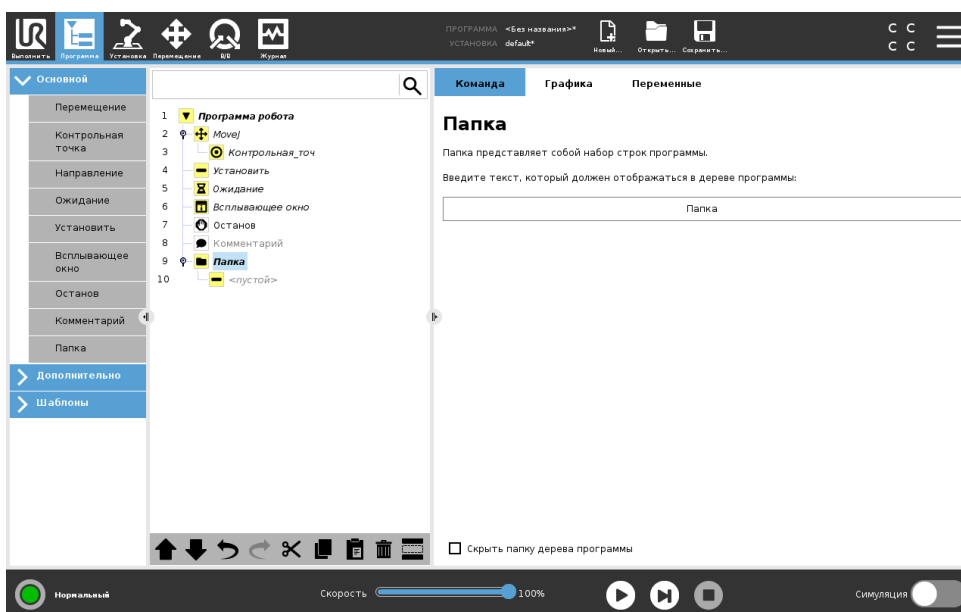 UR
ПРОГРАММА <Без названия>*
УСТАНОВКА default*
Выполнить Программа Установка Перемещение В/В Журнал
Новый... Открыть... Сохранить...
C C
C C
Основной
Перемещение
Контрольная
точка
Направление
Ожидание
Установить
Всплывающее
окно
Останов
Комментарий
Папка
Дополнительно
Шаблоны
1 Программа робота
2 MoveJ
3 Контрольная_точ
4 Установить
5 Ожидание
6 Всплывающее окно
7 Останов
8 Комментарий
9 Папка
10 <пустой>
Команда Графика Переменные
Папка
Папка представляет собой набор строк программы.
Введите текст, который должен отображаться в дереве программы:
Папка
Скрыть папку дерева программы
Нормальный
Скорость 100%
Симуляция